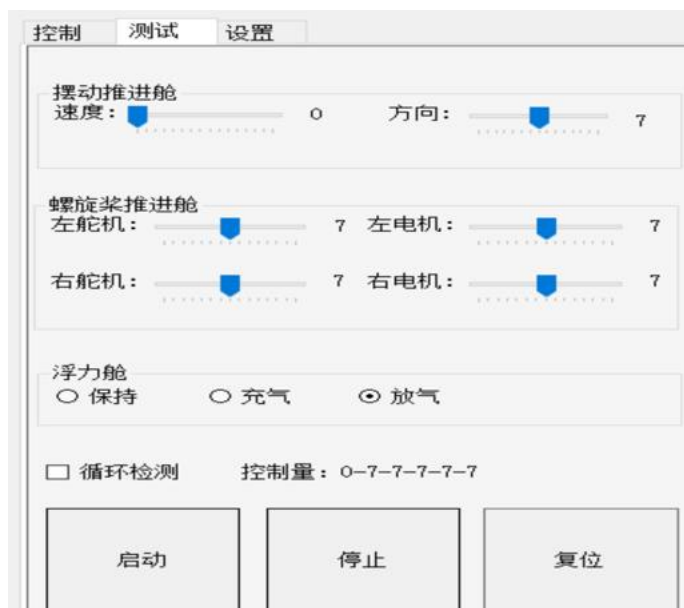 控制 测试 设置
摆动推进舱
速度: 0 方向: 7
螺旋桨推进舱
左舵机: 7 左电机: 7
右舵机: 7 右电机: 7
浮力舱
保持 充气 放气
循环检测 控制量: 0-7-7-7-7-7
启动 停止 复位